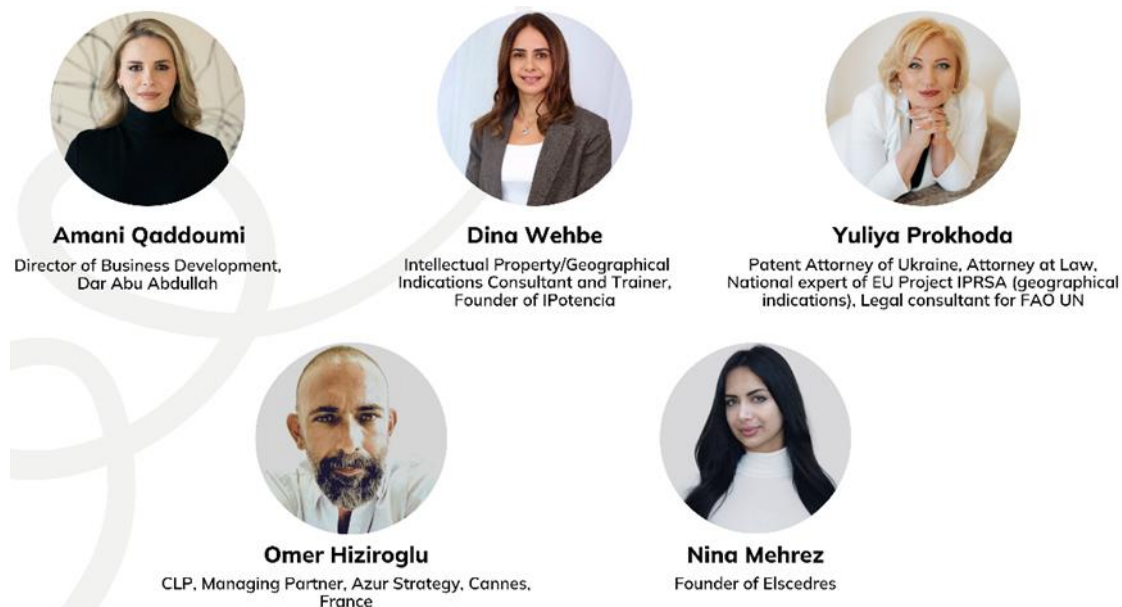 Amani Qaddoumi
Director of Business Development,
Dar Abu Abdullah
Dina Wehbe
Intellectual Property/Geographical
Indications Consultant and Trainer,
Founder of IPotencia
Yuliya Prokhoda
Patent Attorney of Ukraine, Attorney at Law,
National expert of EU Project IPRSA (geographical
indications), Legal consultant for FAO UN
Omer Hiziroglu
CLP, Managing Partner, Azur Strategy, Cannes,
France
Nina Mehrez
Founder of Elscedres